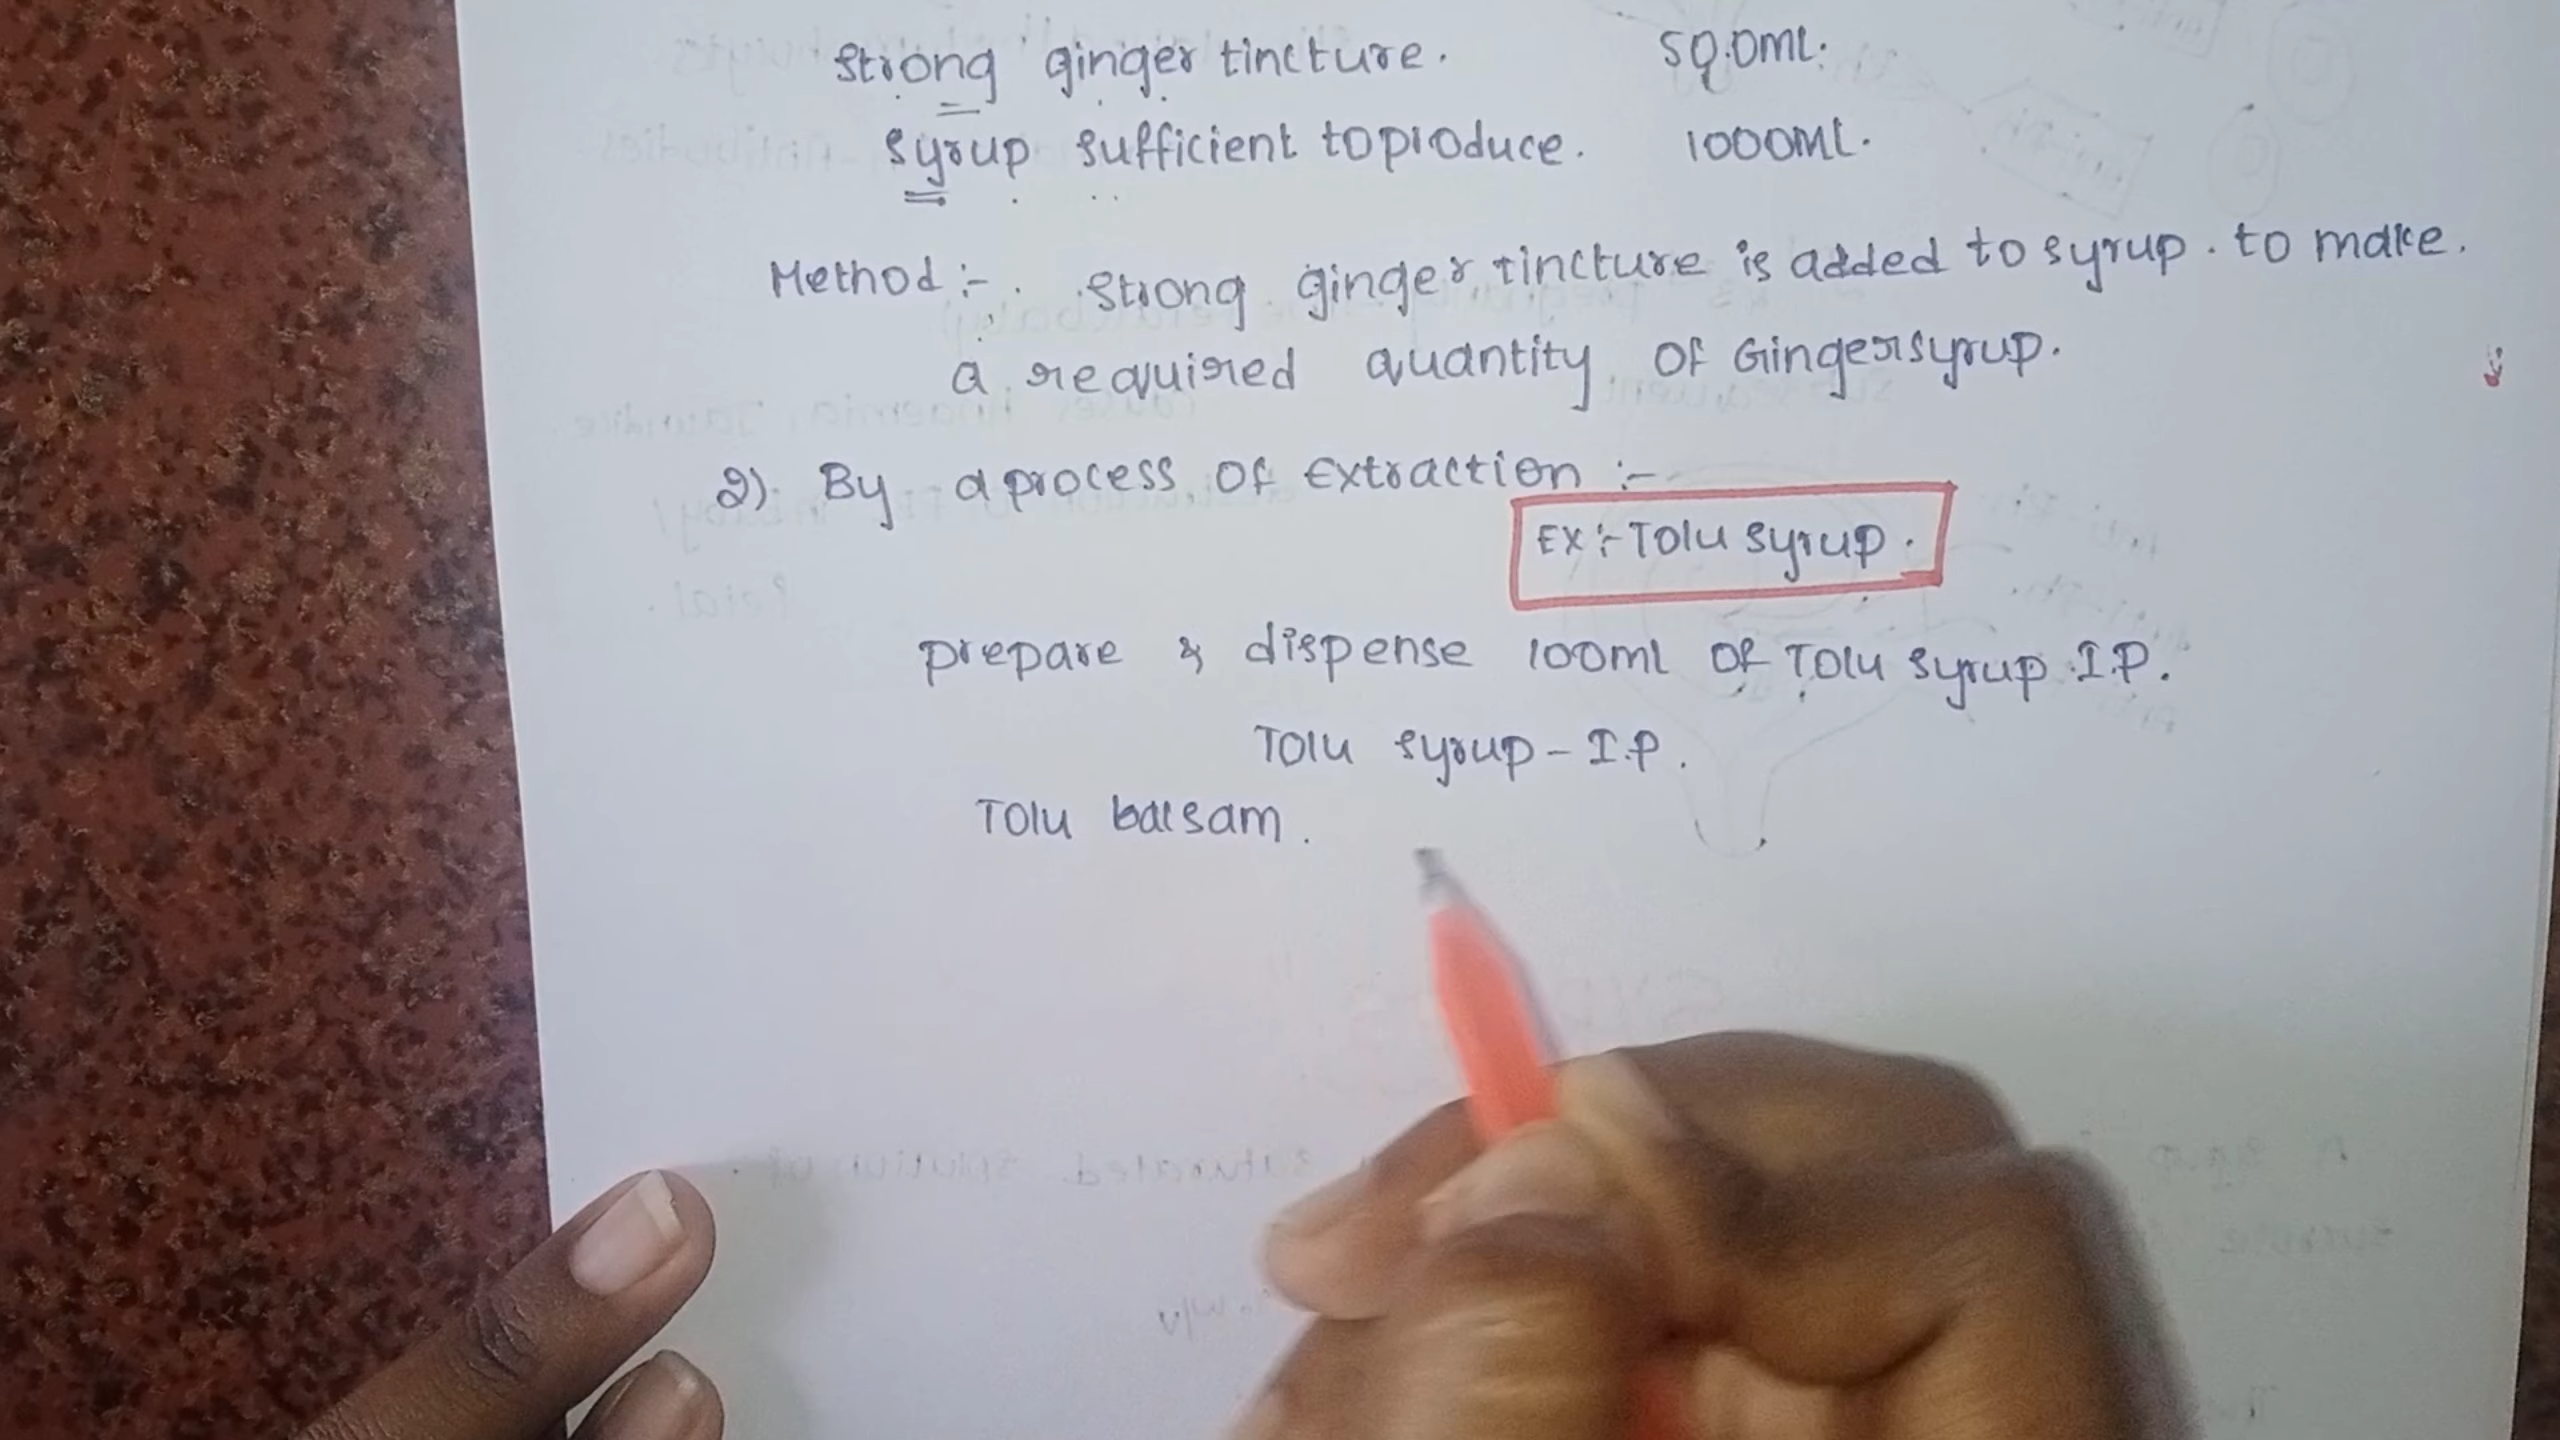 Strong ginger tincture. 50.0ml.
Syrup sufficient to produce. 1000ml.
Method :- . Strong ginger tincture is added to syrup. to make.
a required quantity of Ginger syrup.
2). By a process of Extraction :-
EX :- Tolu syrup.
prepare & dispense 100ml of Tolu syrup I.P.
Tolu syrup - I.P.
Tolu balsam.